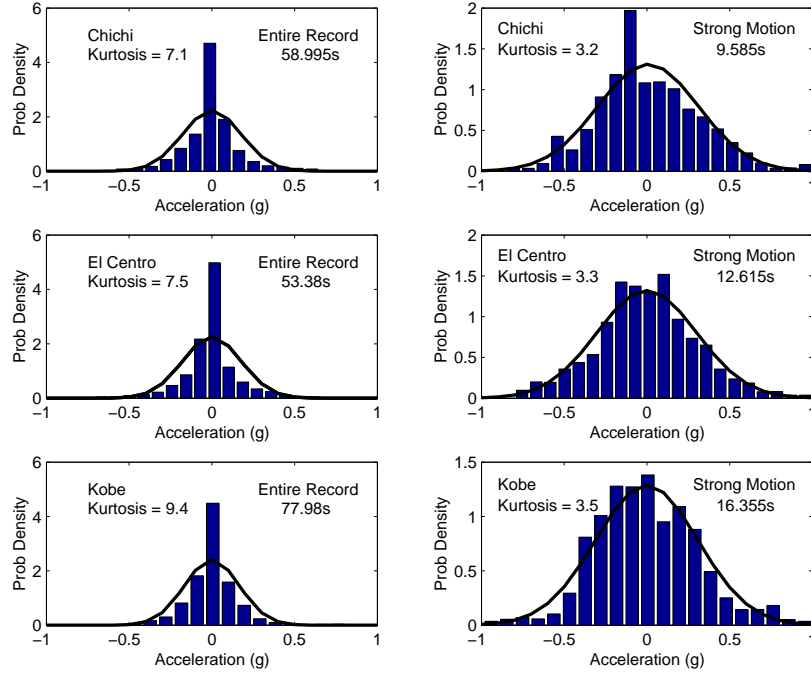 6
4
2
0
−1
−0.5
0
0.5
1
Acceleration (g)
Prob Density
Chichi
Kurtosis = 7.1
Entire Record
58.995s
2
1.5
1
0.5
0
−1
−0.5
0
0.5
1
Acceleration (g)
Prob Density
Chichi
Kurtosis = 3.2
Strong Motion
9.585s
6
4
2
0
−1
−0.5
0
0.5
1
Acceleration (g)
Prob Density
El Centro
Kurtosis = 7.5
Entire Record
53.38s
2
1.5
1
0.5
0
−1
−0.5
0
0.5
1
Acceleration (g)
Prob Density
El Centro
Kurtosis = 3.3
Strong Motion
12.615s
6
4
2
0
−1
−0.5
0
0.5
1
Acceleration (g)
Prob Density
Kobe
Kurtosis = 9.4
Entire Record
77.98s
1.5
1
0.5
0
−1
−0.5
0
0.5
1
Acceleration (g)
Prob Density
Kobe
Kurtosis = 3.5
Strong Motion
16.355s